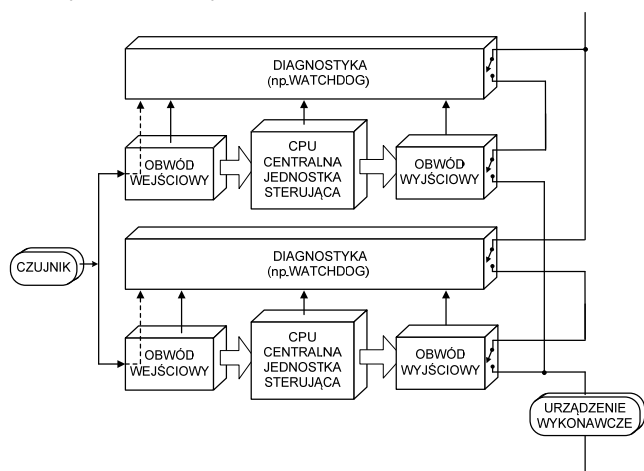 DIAGNOSTYKA
(np.WATCHDOG)
OBWÓD
WEJŚCIOWY
CPU
CENTRALNA
JEDNOSTKA
STERUJĄCA
OBWÓD
WYJŚCIOWY
CZUJNIK
DIAGNOSTYKA
(np.WATCHDOG)
OBWÓD
WEJŚCIOWY
CPU
CENTRALNA
JEDNOSTKA
STERUJĄCA
OBWÓD
WYJŚCIOWY
URZĄDZENIE
WYKONAWCZE